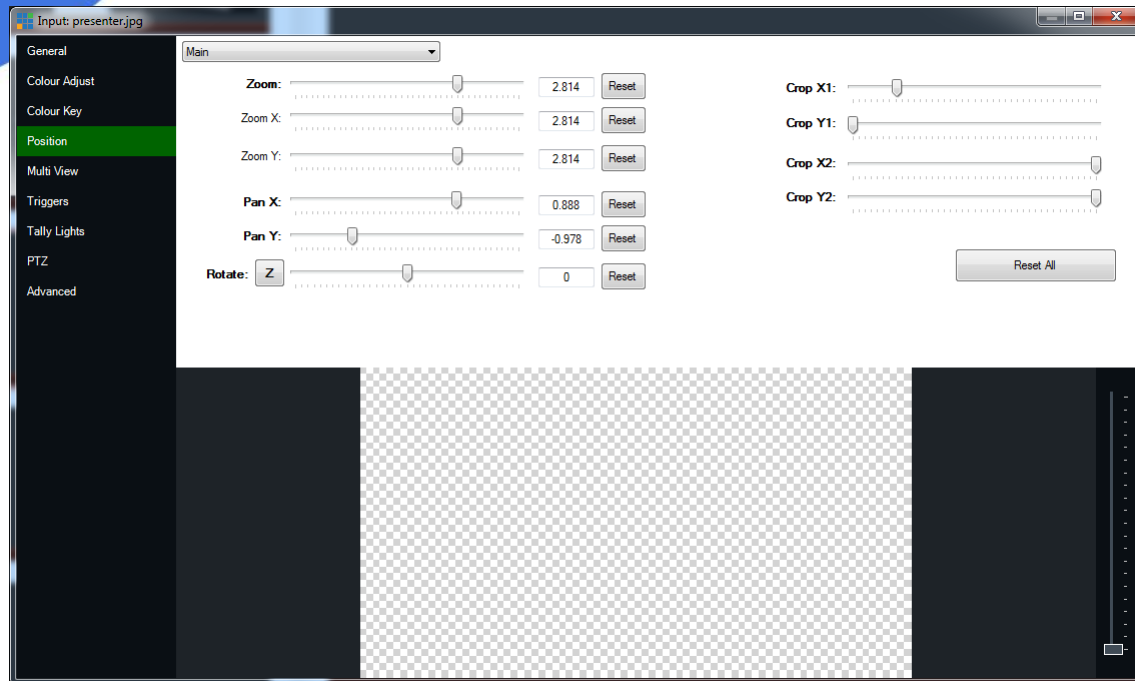 Input: presenter.jpg
General
Colour Adjust
Colour Key
Position
Multi View
Triggers
Tally Lights
PTZ
Advanced
Main
Zoom: 2.814 Reset
Zoom X: 2.814 Reset
Zoom Y: 2.814 Reset
Pan X: 0.888 Reset
Pan Y: -0.978 Reset
Rotate: Z 0 Reset
Crop X1:
Crop Y1:
Crop X2:
Crop Y2:
Reset All